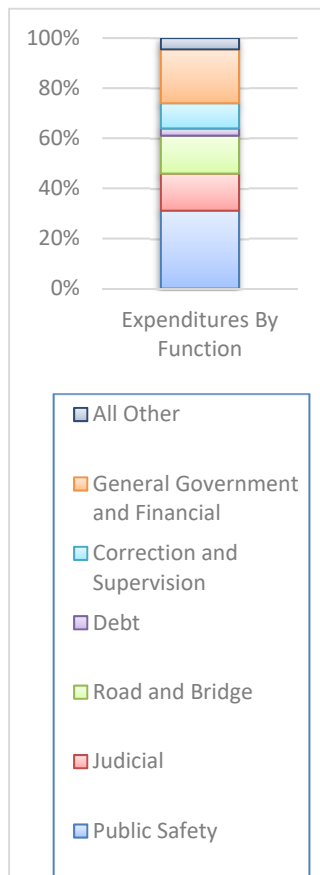 100%
80%
60%
40%
20%
0%
Expenditures By
Function
All Other
General Government
and Financial
Correction and
Supervision
Debt
Road and Bridge
Judicial
Public Safety